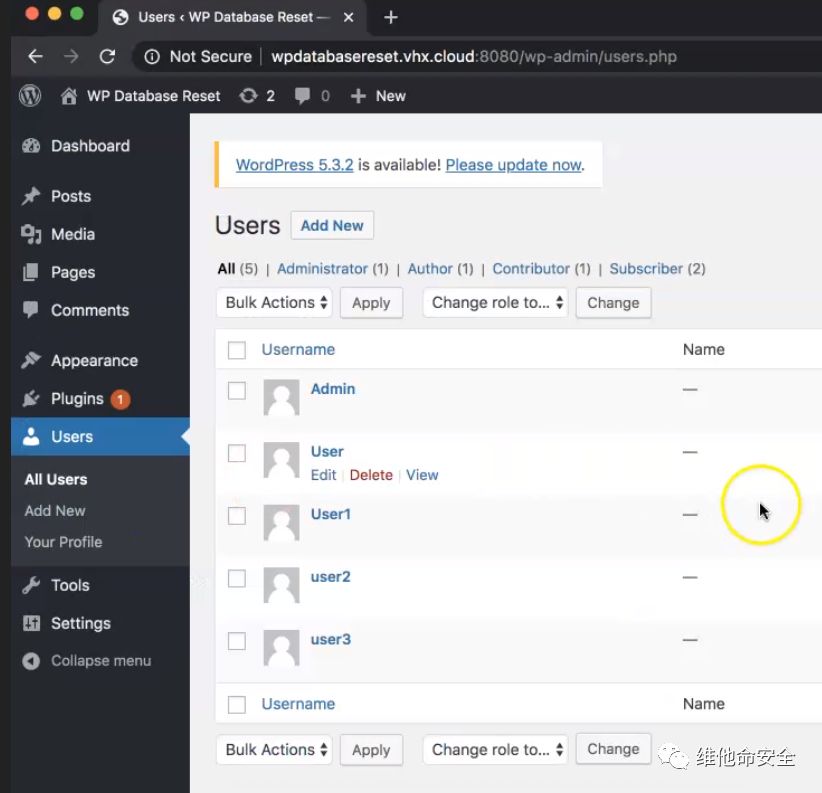 Users ‹ WP Database Reset —
Not Secure | wpdatabasereset.vhx.cloud:8080/wp-admin/users.php
WP Database Reset 2 0 New
Dashboard
Posts
Media
Pages
Comments
Appearance
Plugins 1
Users
All Users
Add New
Your Profile
Tools
Settings
Collapse menu
WordPress 5.3.2 is available! Please update now.
Users Add New
All (5) | Administrator (1) | Author (1) | Contributor (1) | Subscriber (2)
Bulk Actions Apply Change role to... Change
Username Name
Admin —
User —
Edit | Delete | View
User1 —
user2 —
user3 —
Username Name
Bulk Actions Apply Change role to... Change
维他命安全